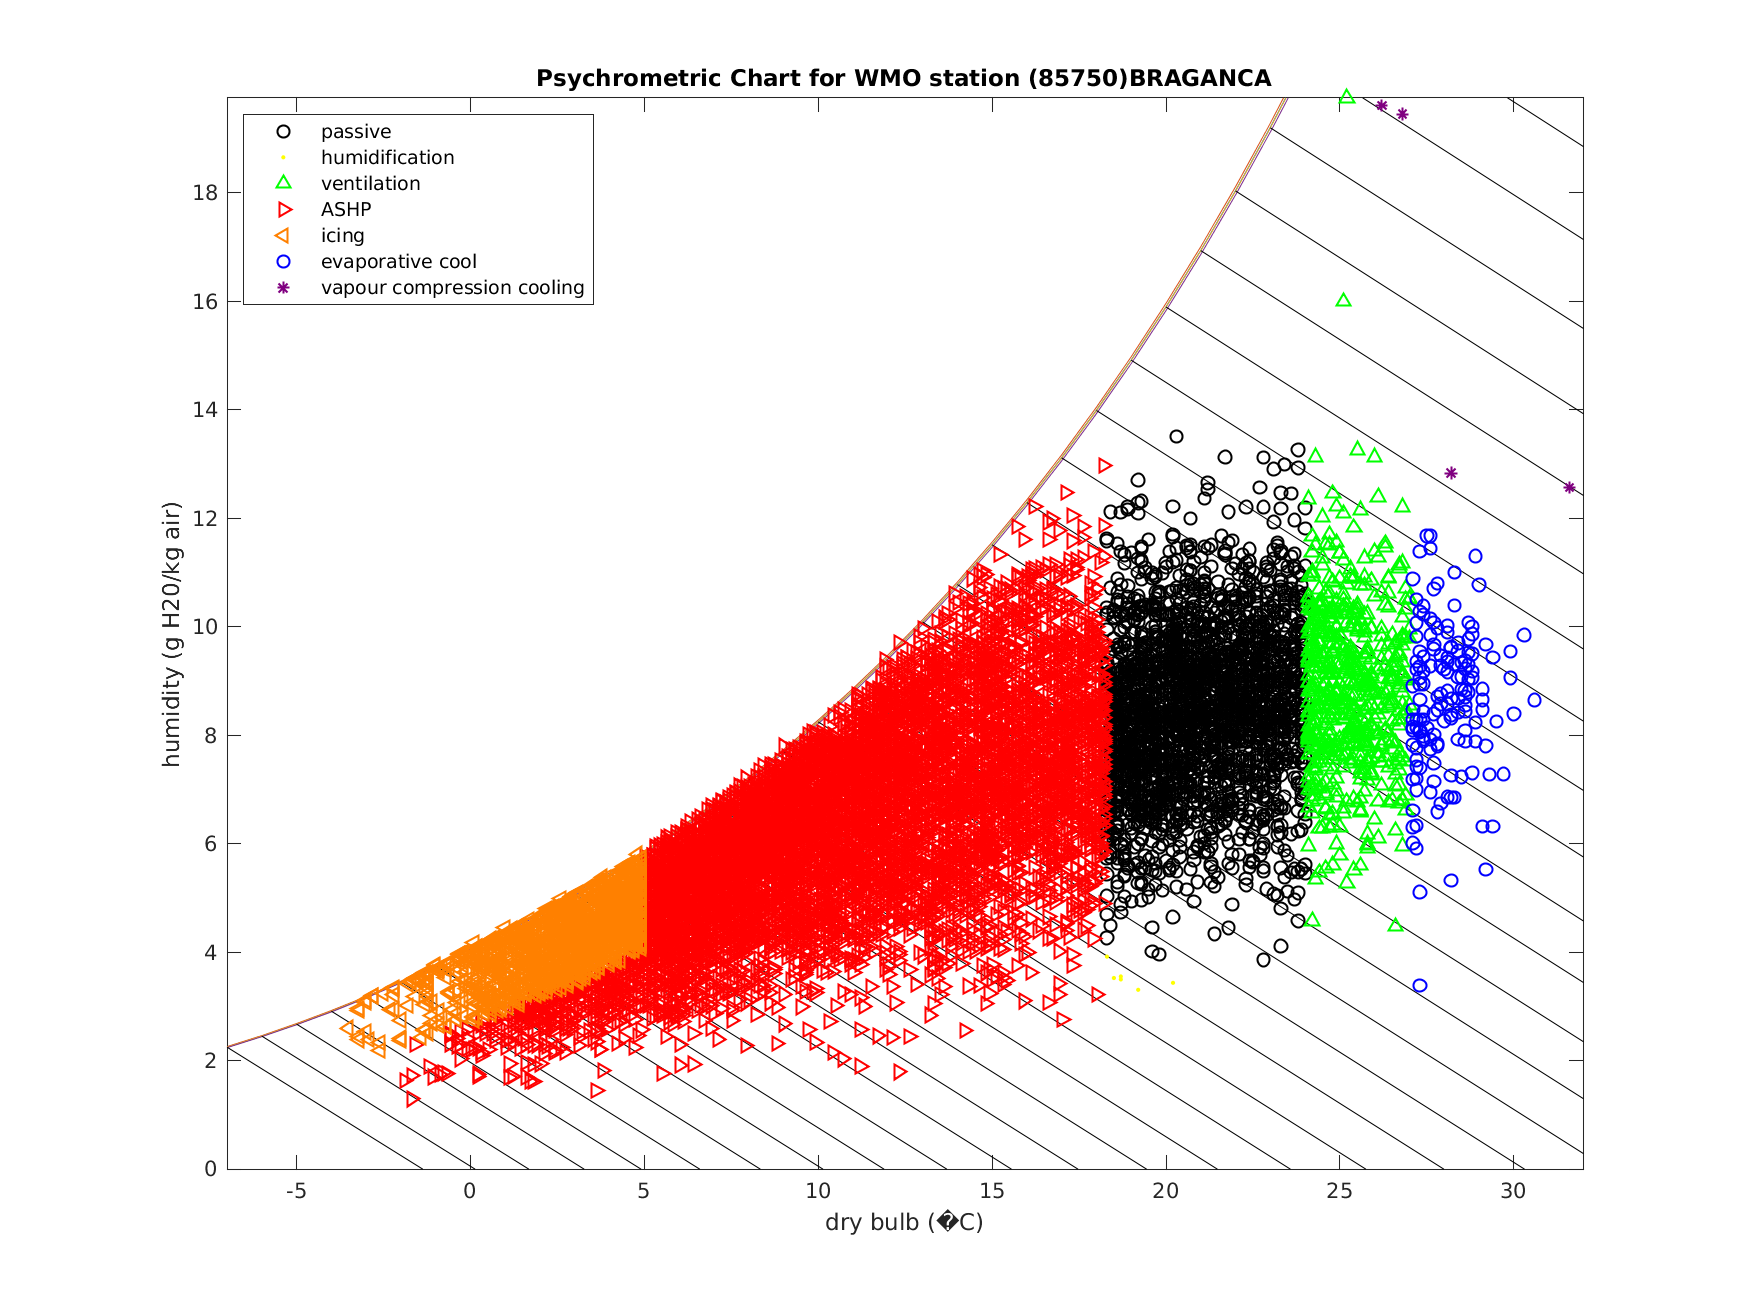 Psychrometric Chart for WMO station (85750)BRAGANCA
passive
humidification
ventilation
ASHP
icing
evaporative cool
vapour compression cooling
humidity (g H20/kg air)
18
16
14
12
10
8
6
4
2
0
-5 0 5 10 15 20 25 30
dry bulb (�C)